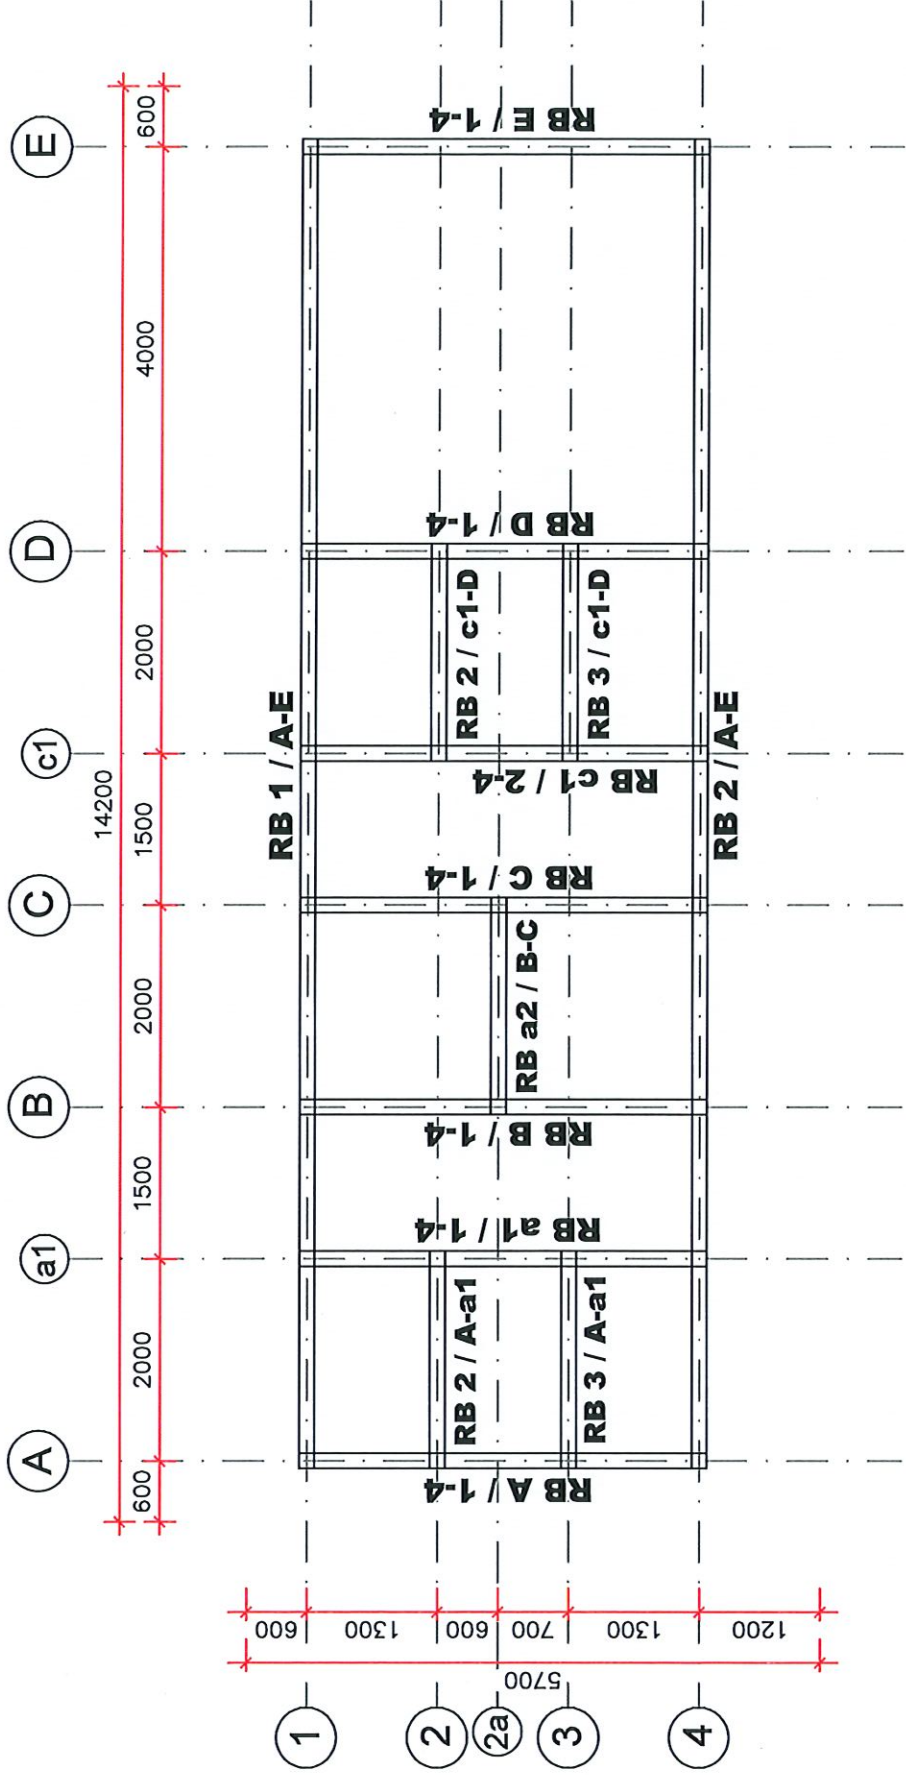 A
a1
B
C
c1
D
E
14200
600
2000
1500
2000
1500
2000
4000
600
1
2
2a
3
4
5700
600
1300
600
700
1300
1200
RB 1 / A-E
RB A / 1-4
RB 2 / A-a1
RB 3 / A-a1
RB a1 / 1-4
RB B / 1-4
RB a2 / B-C
RB C / 1-4
RB c1 / 2-4
RB 2 / c1-D
RB 3 / c1-D
RB D / 1-4
RB E / 1-4
RB 2 / A-E